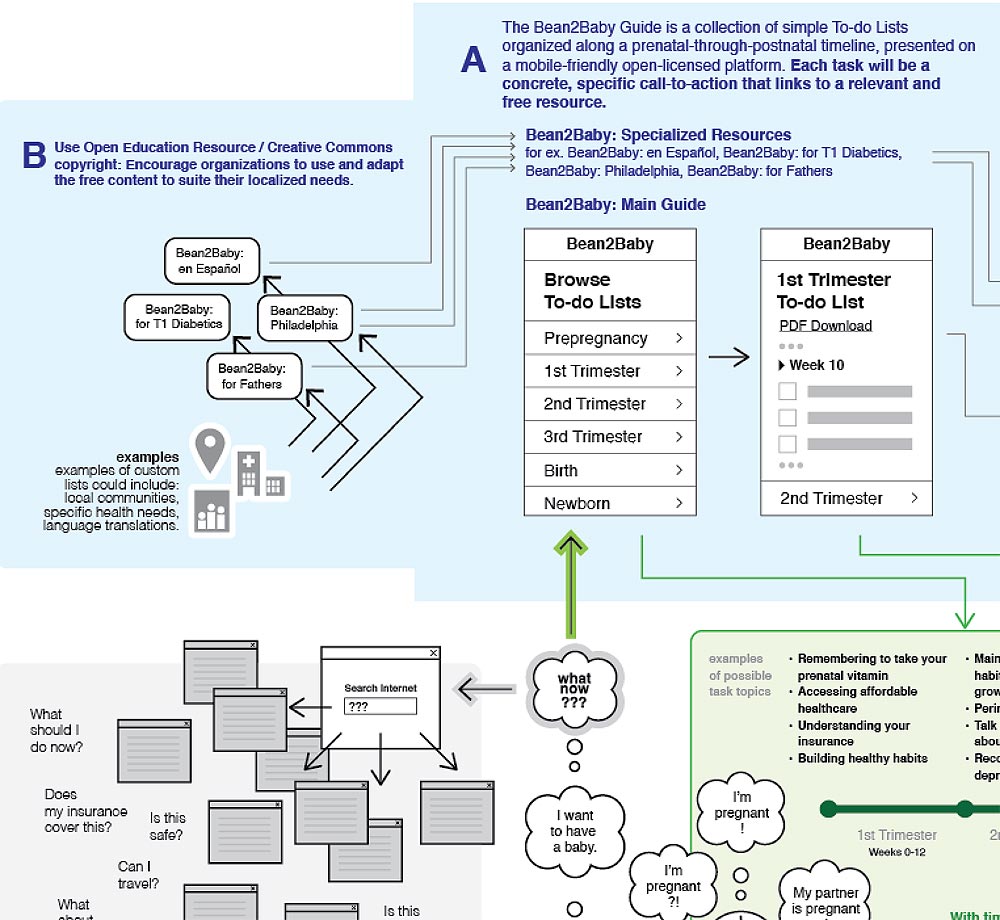 A
The Bean2Baby Guide is a collection of simple To-do Lists
organized along a prenatal-through-postnatal timeline, presented on
a mobile-friendly open-licensed platform. Each task will be a
concrete, specific call-to-action that links to a relevant and
free resource.
B
Use Open Education Resource / Creative Commons
copyright: Encourage organizations to use and adapt
the free content to suite their localized needs.
Bean2Baby: Specialized Resources
for ex. Bean2Baby: en Español, Bean2Baby: for T1 Diabetics,
Bean2Baby: Philadelphia, Bean2Baby: for Fathers
Bean2Baby: Main Guide
Bean2Baby:
en Español
Bean2Baby:
for T1 Diabetics
Bean2Baby:
Philadelphia
Bean2Baby:
for Fathers
examples
examples of custom
lists could include:
local communities,
specific health needs,
language translations.
Bean2Baby
Browse
To-do Lists
Prepregnancy
1st Trimester
2nd Trimester
3rd Trimester
Birth
Newborn
Bean2Baby
1st Trimester
To-do List
PDF Download
Week 10
2nd Trimester
Search Internet
???
What
should I
do now?
Does
my insurance
cover this?
Is this
safe?
Can I
travel?
What
about
Is this
what
now
???
I want
to have
a baby.
I'm
pregnant
!
I'm
pregnant
?!
My partner
is pregnant
examples
of possible
task topics
• Remembering to take your
prenatal vitamin
• Accessing affordable
healthcare
• Understanding your
insurance
• Building healthy habits
• Main
habi
grow
• Perin
• Talk
abou
• Reco
depr
1st Trimester
Weeks 0-12
2n
With tim